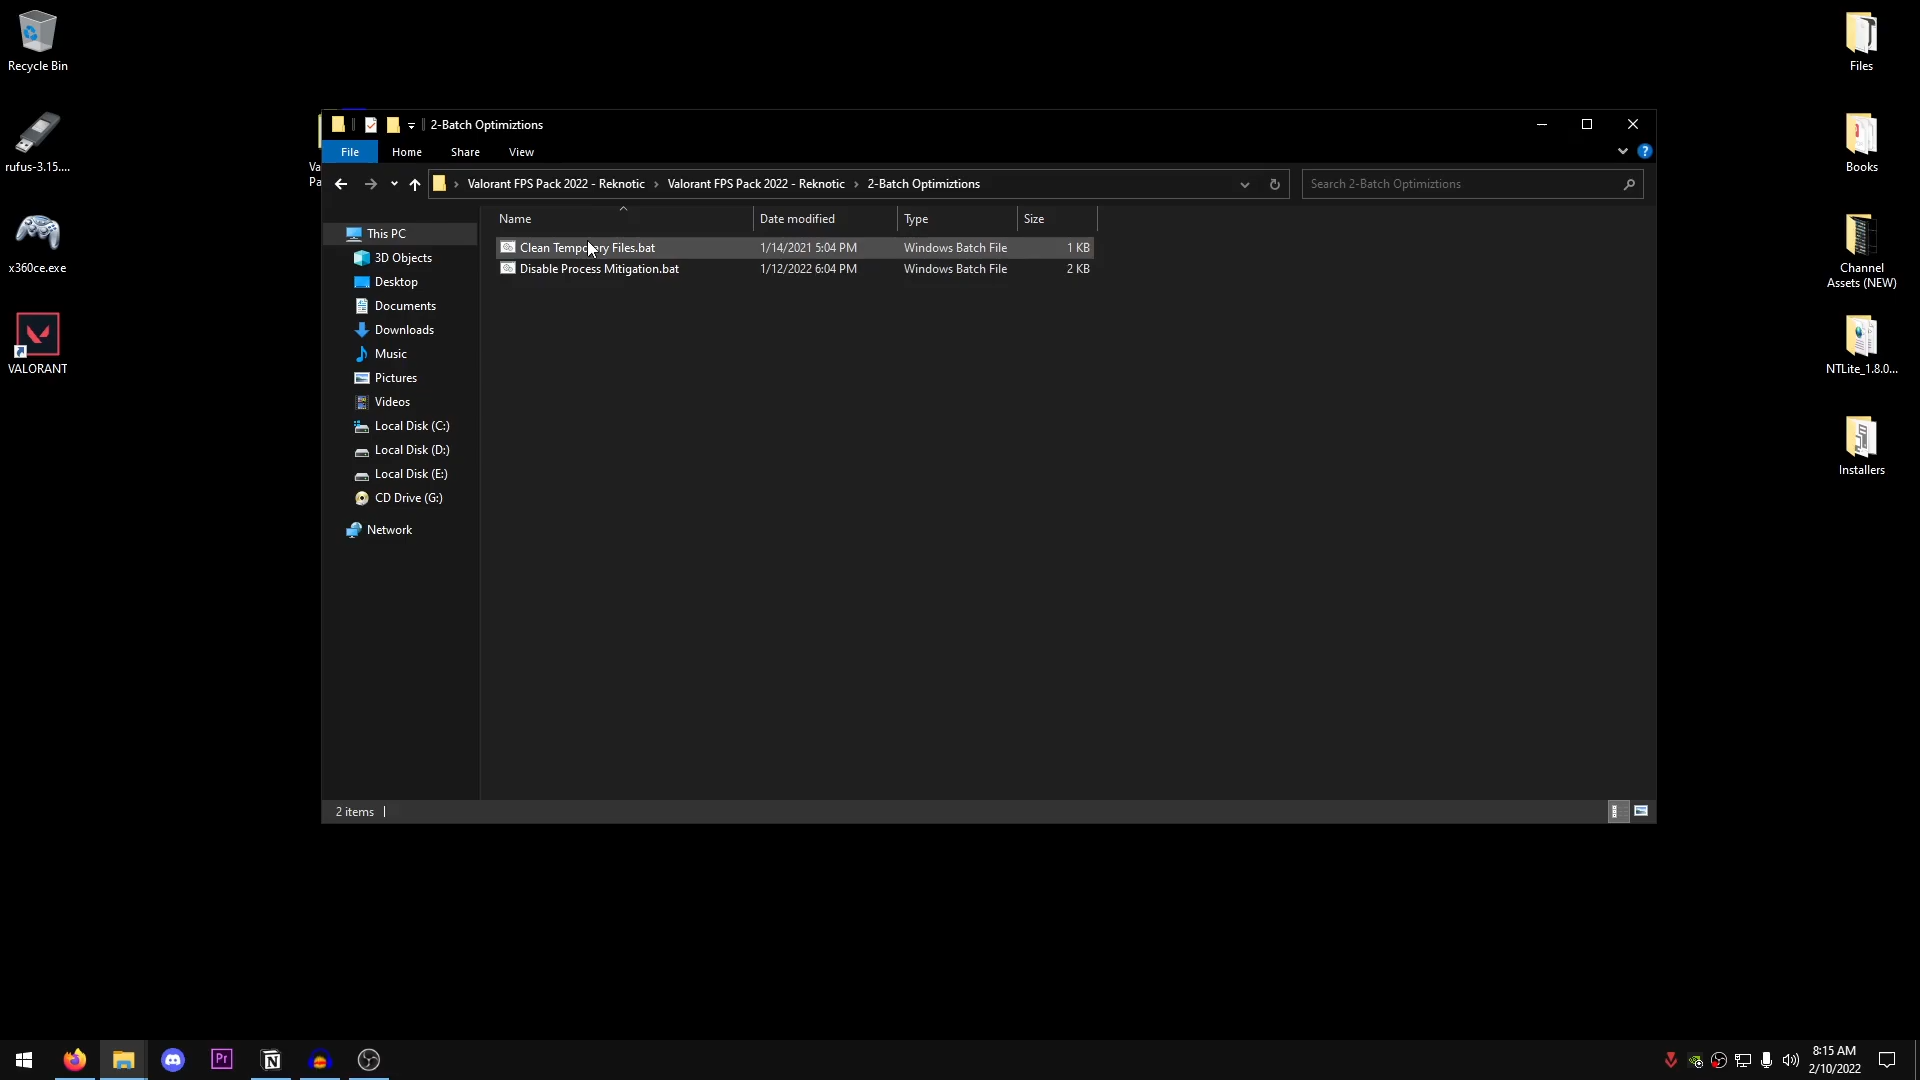 Recycle Bin
rufus-3.15....
x360ce.exe
VALORANT
Va
Pa
2-Batch Optimiztions
File
Home
Share
View
Valorant FPS Pack 2022 - Reknotic
Valorant FPS Pack 2022 - Reknotic
2-Batch Optimiztions
Search 2-Batch Optimiztions
This PC
3D Objects
Desktop
Documents
Downloads
Music
Pictures
Videos
Local Disk (C:)
Local Disk (D:)
Local Disk (E:)
CD Drive (G:)
Network
Name
Date modified
Type
Size
Clean Temporery Files.bat
1/14/2021 5:04 PM
Windows Batch File
1 KB
Disable Process Mitigation.bat
1/12/2022 6:04 PM
Windows Batch File
2 KB
2 items
Files
Books
Channel
Assets (NEW)
NTLite_1.8.0...
Installers
Pr
8:15 AM
2/10/2022